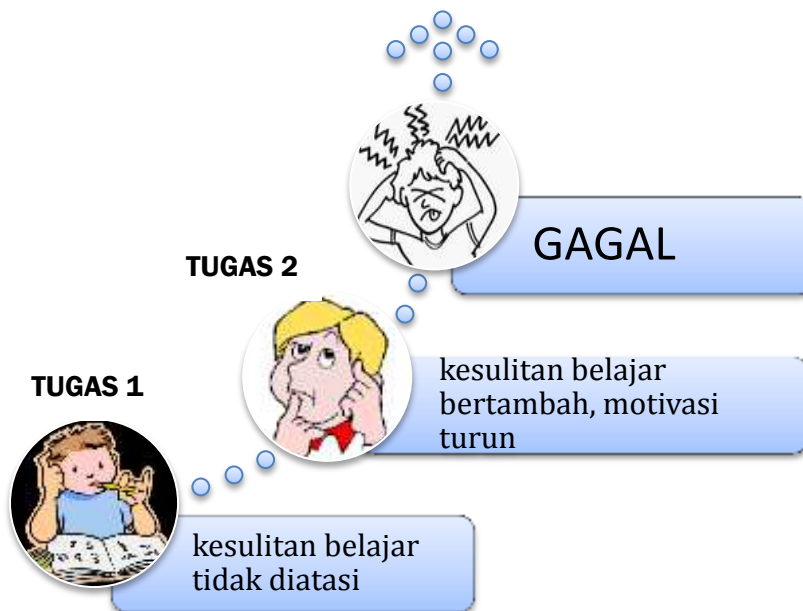 GAGAL
TUGAS 2
kesulitan belajar
bertambah, motivasi
turun
TUGAS 1
kesulitan belajar
tidak diatasi